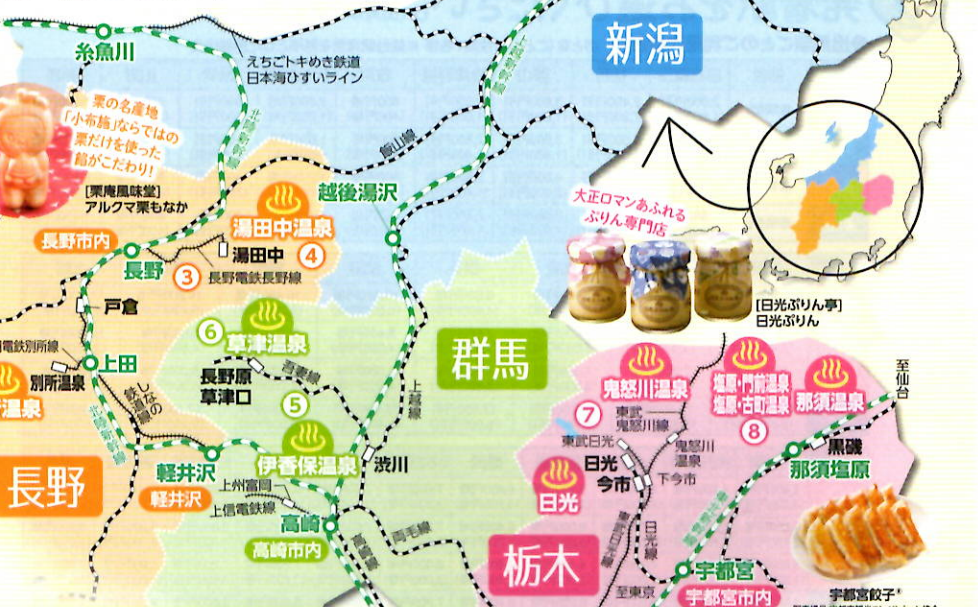 糸魚川
えちごトキめき鉄道
日本海ひすいライン
新潟
栗の名産地
「小布施」ならではの
栗だけを使った
餡がこだわり!
[栗庵風味堂]
アルクマ栗もなか
飯山線
越後湯沢
大正ロマンあふれる
ぷりん専門店
[日光ぷりん亭]
日光ぷりん
長野市内
長野
湯田中温泉
湯田中
④
③
長野電鉄長野線
戸倉
電鉄別所線
別所温泉
温泉
上田
しなの
鉄道線
⑥
草津温泉
長野原
草津口
吾妻線
⑤
群馬
上越線
伊香保温泉
渋川
長野
軽井沢
軽井沢
上州富岡
上信電鉄線
高崎
高崎市内
両毛線
鬼怒川温泉
塩原・門前温泉
塩原・古町温泉
那須温泉
至仙台
⑦
⑧
東武
鬼怒川線
東武日光
鬼怒川
温泉
日光
日光
今市
下今市
黒磯
那須塩原
日光線
栃木
至東京
宇都宮
宇都宮市内
宇都宮餃子*